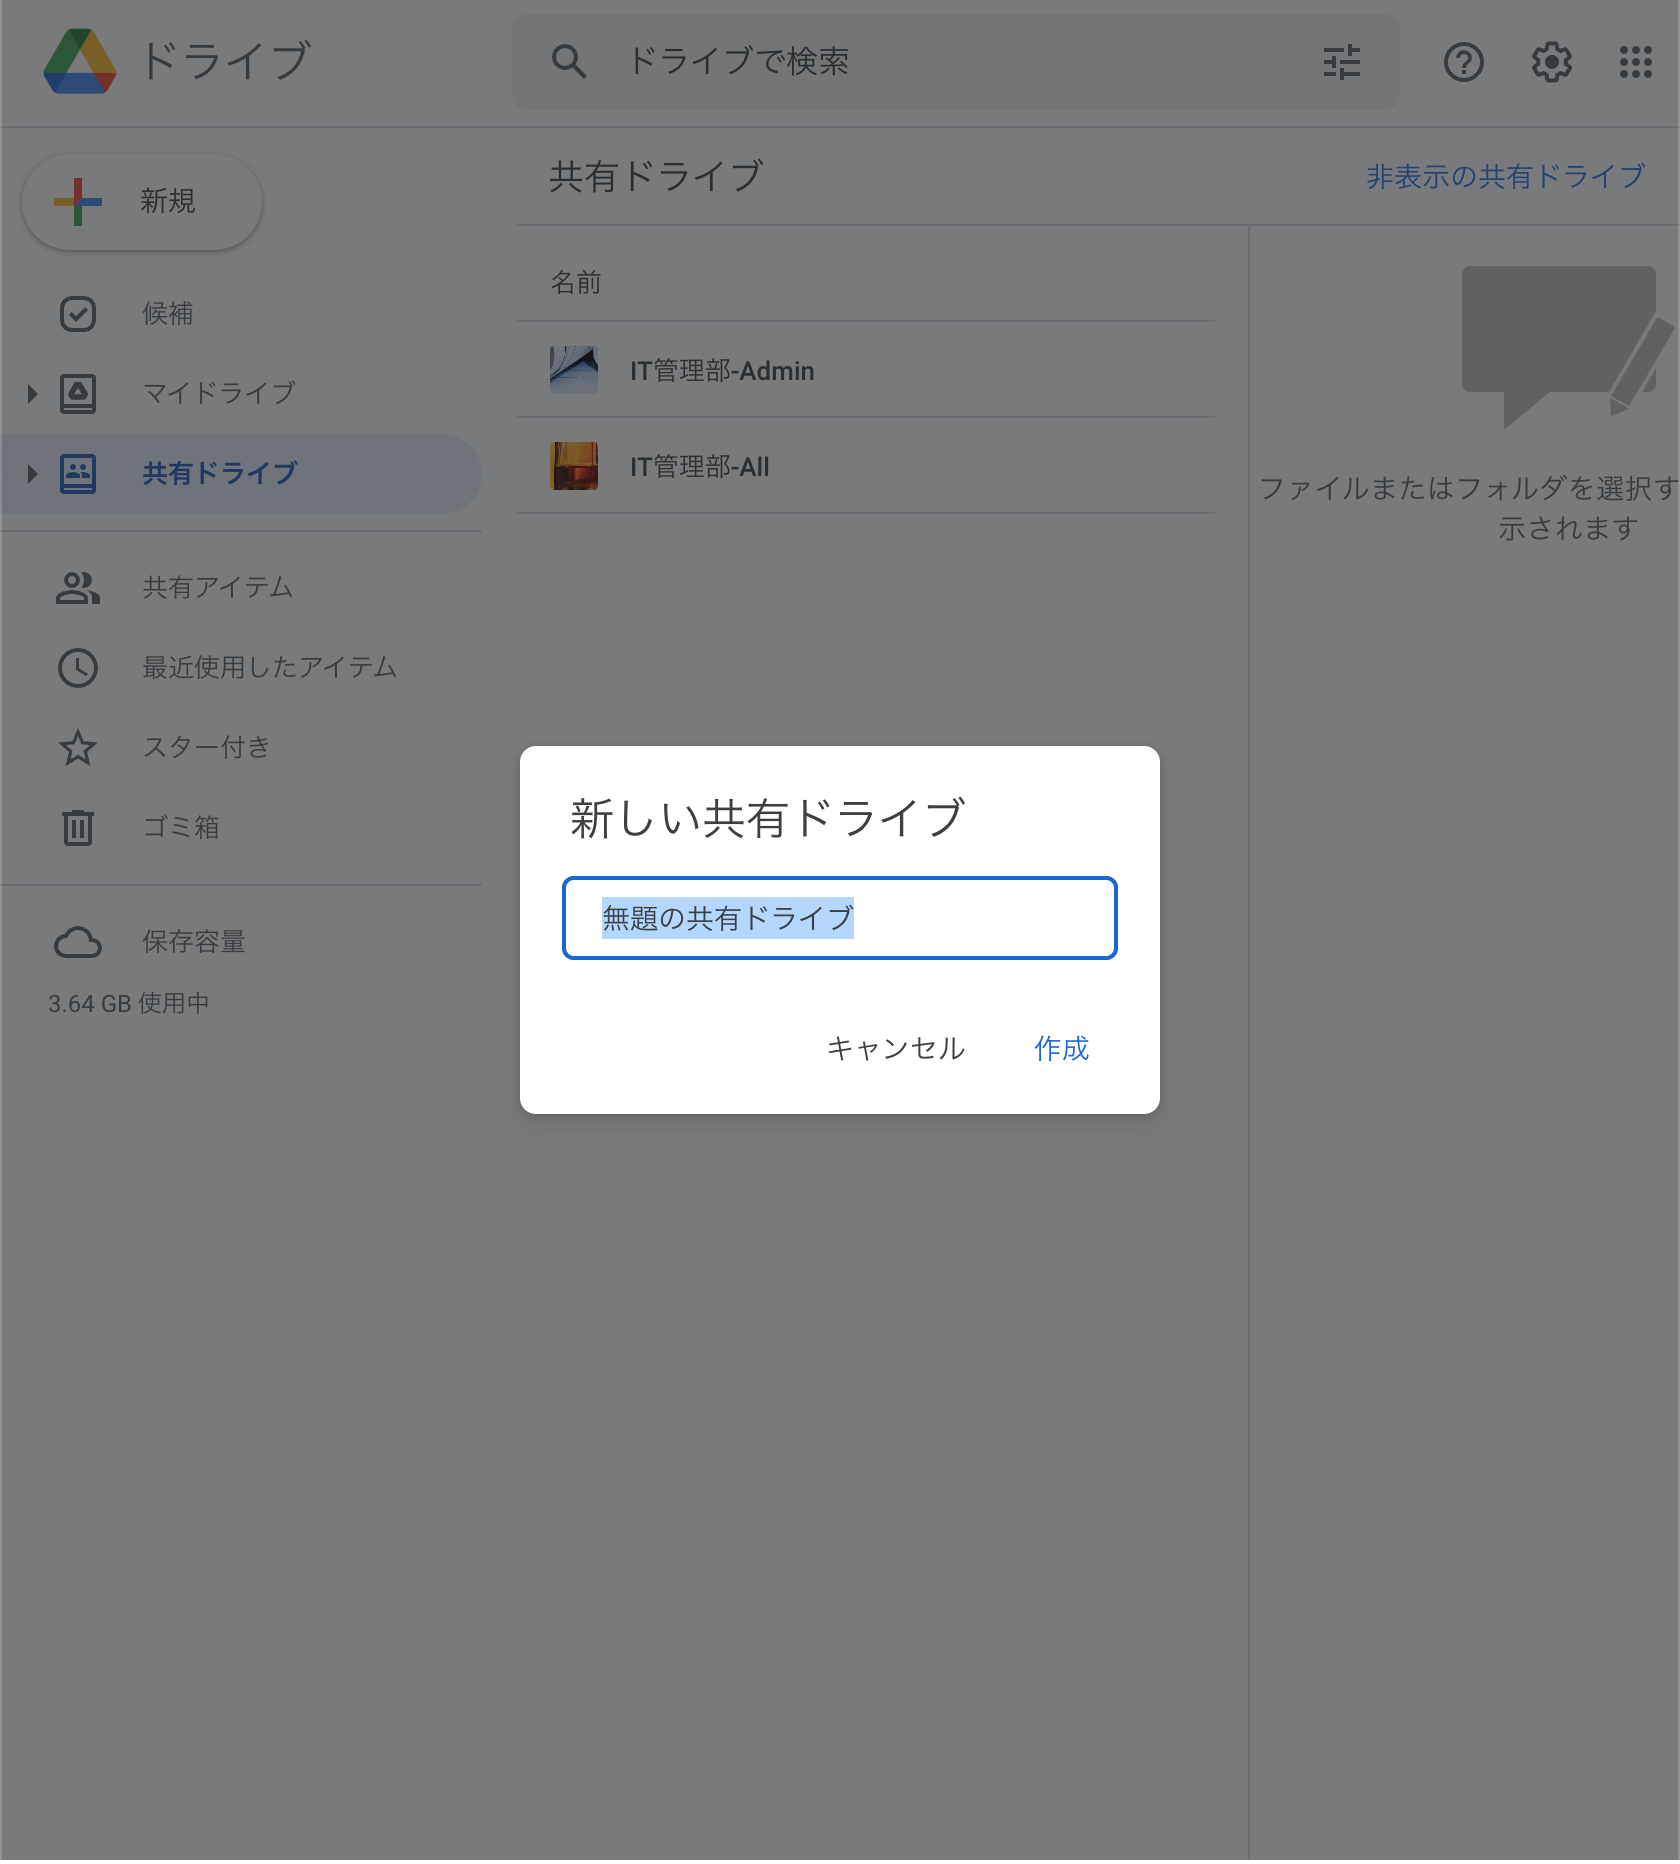 ドライブ
ドライブで検索
新規
候補
マイドライブ
共有ドライブ
共有アイテム
最近使用したアイテム
スター付き
ゴミ箱
保存容量
3.64 GB 使用中
共有ドライブ
非表示の共有ドライブ
名前
IT管理部-Admin
IT管理部-All
ファイルまたはフォルダを選択す
示されます
新しい共有ドライブ
無題の共有ドライブ
キャンセル
作成